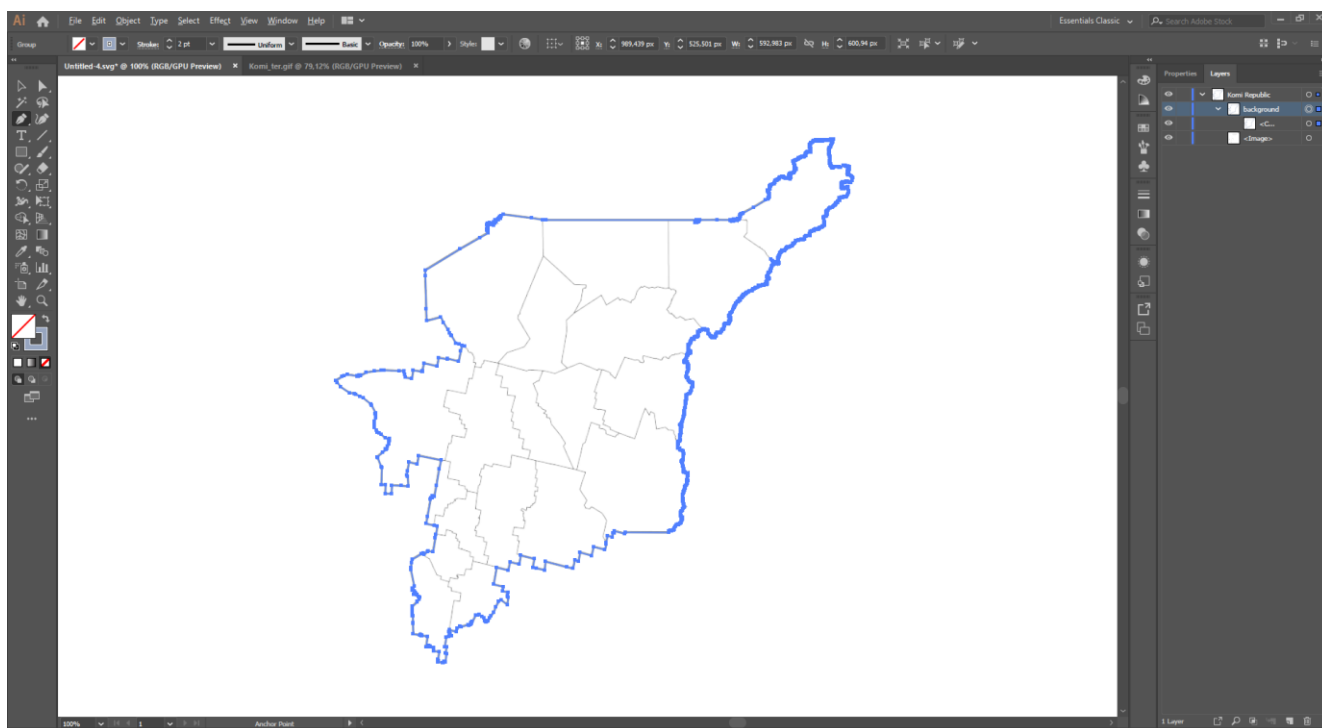 Ai File Edit Object Type Select Effect View Window Help Essentials Classic Search Adobe Stock
Group Stroke: 2 pt Uniform Basic Opacity: 100% Style: X: 989,439 px Y: 525,501 px W: 592,983 px H: 600,94 px
Untitled-4.svg* @ 100% (RGB/GPU Preview) × Komi_ter.gif @ 79,12% (RGB/GPU Preview) ×
Properties Layers
Komi Republic
background
<C...
<Image>
100% 1 Anchor Point 1 Layer